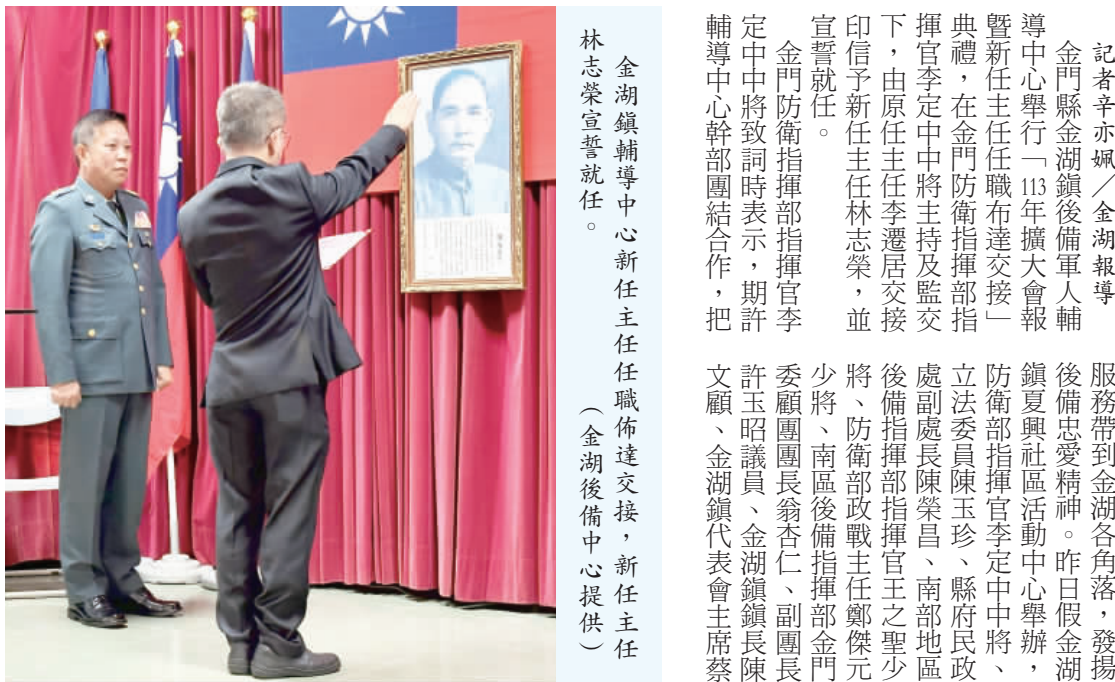 記者辛亦姵／金湖報導
金門縣金湖鎮後備軍人輔
導中心舉行「113年擴大會報
暨新任主任任職布達交接」
典禮，在金門防衛指揮部指
揮官李定中中將主持及監交
下，由原任主任李遷居交接
印信予新任主任林志榮，並
宣誓就任。
金門防衛指揮部指揮官李
定中中將致詞時表示，期許
輔導中心幹部團結合作，把
服務帶到金湖各角落，發揚
後備忠愛精神。昨日假金湖
鎮夏興社區活動中心舉辦，
防衛部指揮官李定中中將、
立法委員陳玉珍、縣府民政
處副處長陳榮昌、南部地區
後備指揮部指揮官王之聖少
將、防衛部政戰主任鄭傑元
少將、南區後備指揮部金門
委顧團團長翁杏仁、副團長
許玉昭議員、金湖鎮鎮長陳
文顧、金湖鎮代表會主席蔡
金湖鎮輔導中心新任主任任職佈達交接，新任主任
林志榮宣誓就任。（金湖後備中心提供）